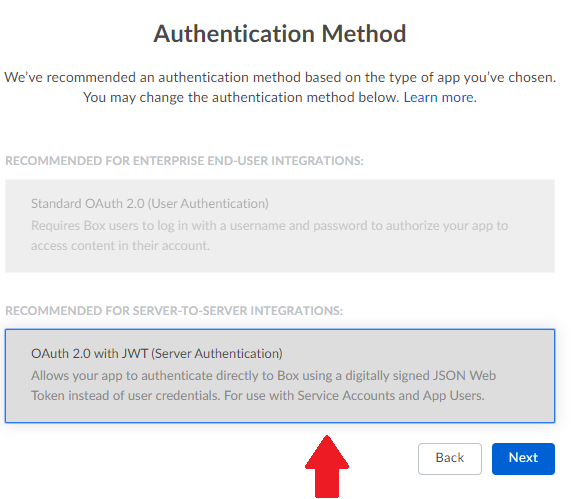 Authentication Method
We've recommended an authentication method based on the type of app you've chosen.
You may change the authentication method below. Learn more.
RECOMMENDED FOR ENTERPRISE END-USER INTEGRATIONS:
Standard OAuth 2.0 (User Authentication)
Requires Box users to log in with a username and password to authorize your app to
access content in their account.
RECOMMENDED FOR SERVER-TO-SERVER INTEGRATIONS:
OAuth 2.0 with JWT (Server Authentication)
Allows your app to authenticate directly to Box using a digitally signed JSON Web
Token instead of user credentials. For use with Service Accounts and App Users.
Back
Next